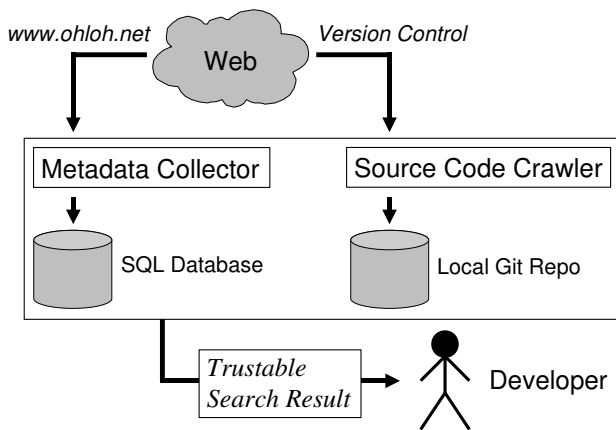 www.ohloh.net
Version Control
Web
Metadata Collector
Source Code Crawler
SQL Database
Local Git Repo
Trustable
Search Result
Developer